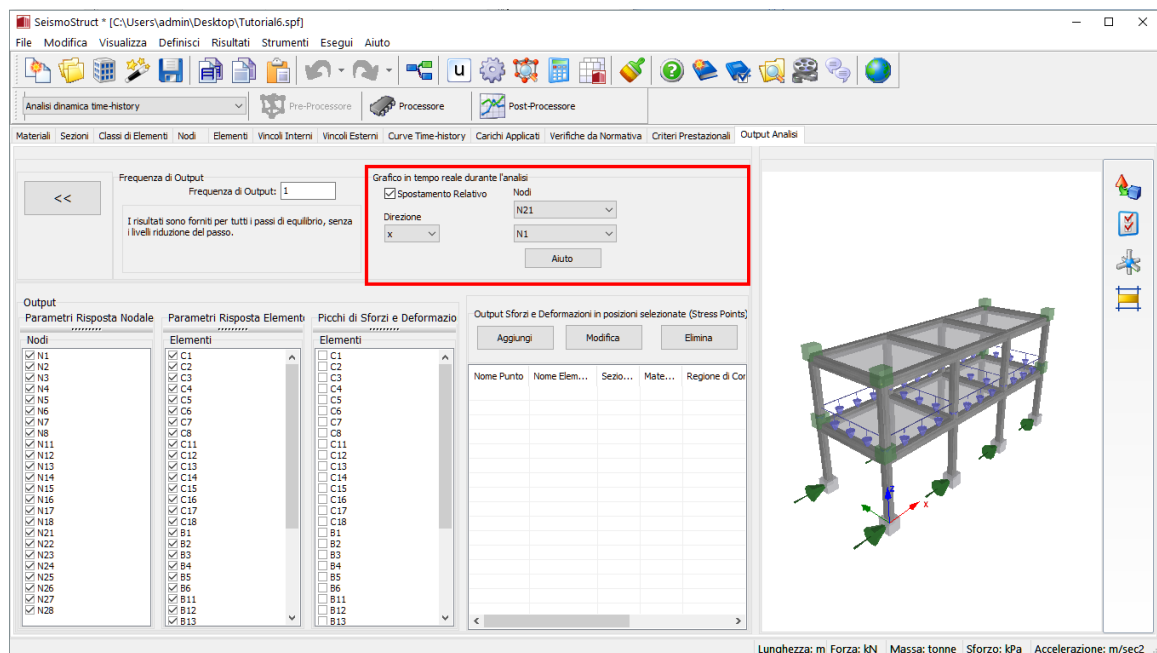 SeismoStruct * [C:\Users\admin\Desktop\Tutorial6.spf]
File Modifica Visualizza Definisci Risultati Strumenti Esegui Aiuto
u
Analisi dinamica time-history Pre-Processore Processore Post-Processore
Materiali Sezioni Classi di Elementi Nodi Elementi Vincoli Interni Vincoli Esterni Curve Time-history Carichi Applicati Verifiche da Normativa Criteri Prestazionali Output Analisi
<<
Frequenza di Output
Frequenza di Output: 1
I risultati sono forniti per tutti i passi di equilibrio, senza
i livelli riduzione del passo.
Grafico in tempo reale durante l'analisi
Spostamento Relativo Nodi
N21
Direzione
x N1
Aiuto
Output
Parametri Risposta Nodale Parametri Risposta Elemento Picchi di Sforzi e Deformazio
Nodi Elementi Elementi
N1 C1 C1
N2 C2 C2
N3 C3 C3
N4 C4 C4
N5 C5 C5
N6 C6 C6
N7 C7 C7
N8 C8 C8
N11 C11 C11
N12 C12 C12
N13 C13 C13
N14 C14 C14
N15 C15 C15
N16 C16 C16
N17 C17 C17
N18 C18 C18
N21 B1 B1
N22 B2 B2
N23 B3 B3
N24 B4 B4
N25 B5 B5
N26 B6 B6
N27 B11 B11
N28 B12 B12
B13 B13
Output Sforzi e Deformazioni in posizioni selezionate (Stress Points)
Aggiungi Modifica Elimina
Nome Punto Nome Elem... Sezio... Mate... Regione di Cor
z
x
Lunghezza: m Forza: kN Massa: tonne Sforzo: kPa Accelerazione: m/sec2